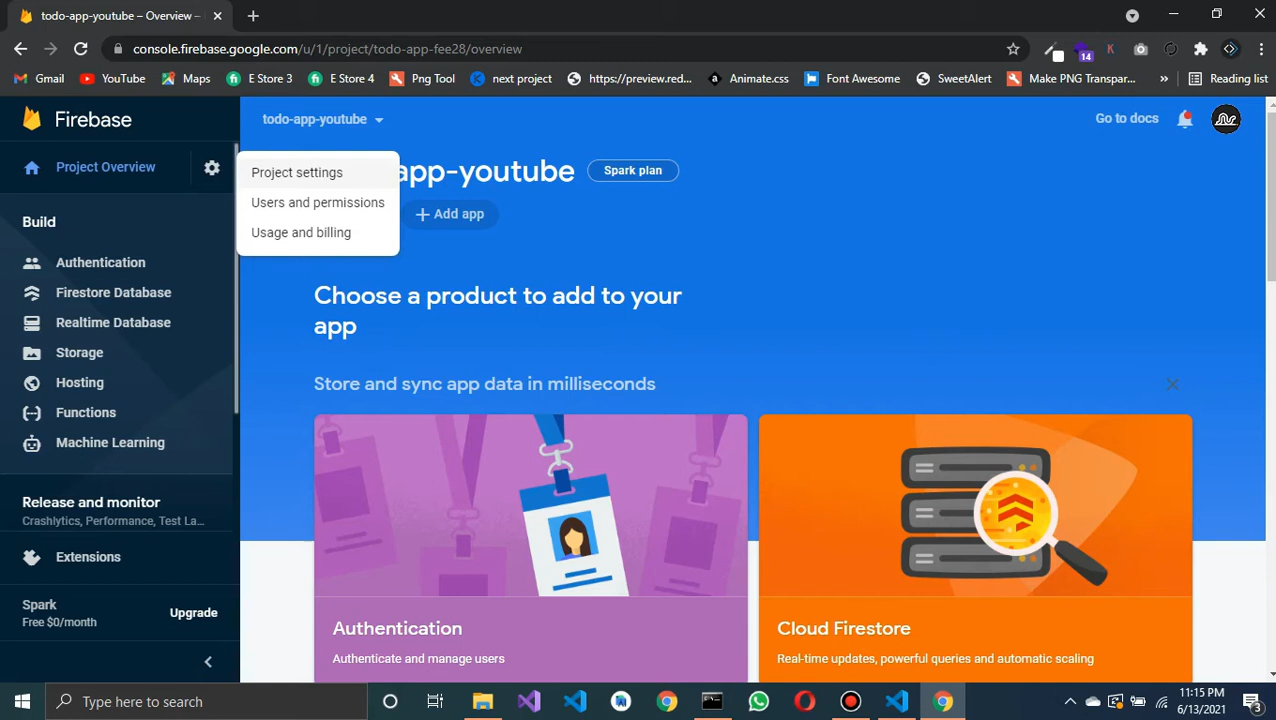 todo-app-youtube – Overview –
console.firebase.google.com/u/1/project/todo-app-fee28/overview
14
K
Gmail
YouTube
Maps
E Store 3
E Store 4
Png Tool
next project
https://preview.red...
Animate.css
Font Awesome
SweetAlert
Make PNG Transpar...
»
Reading list
Firebase
todo-app-youtube
Go to docs
Project Overview
Project settings
Users and permissions
Usage and billing
app-youtube
Spark plan
+ Add app
Build
Authentication
Firestore Database
Realtime Database
Storage
Hosting
Functions
Machine Learning
Release and monitor
Crashlytics, Performance, Test La...
Extensions
Spark
Free $0/month
Upgrade
Choose a product to add to your
app
Store and sync app data in milliseconds
Authentication
Authenticate and manage users
Cloud Firestore
Real-time updates, powerful queries and automatic scaling
Type here to search
11:15 PM
6/13/2021
3